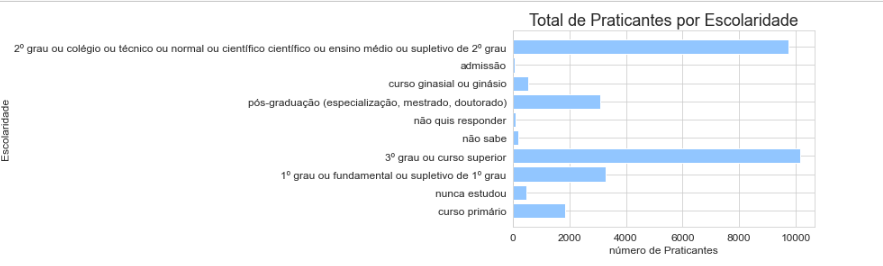 Total de Praticantes por Escolaridade
2º grau ou colégio ou técnico ou normal ou científico científico ou ensino médio ou supletivo de 2º grau
admissão
curso ginasial ou ginásio
pós-graduação (especialização, mestrado, doutorado)
não quis responder
não sabe
3º grau ou curso superior
1º grau ou fundamental ou supletivo de 1º grau
nunca estudou
curso primário
Escolaridade
0 2000 4000 6000 8000 10000
número de Praticantes